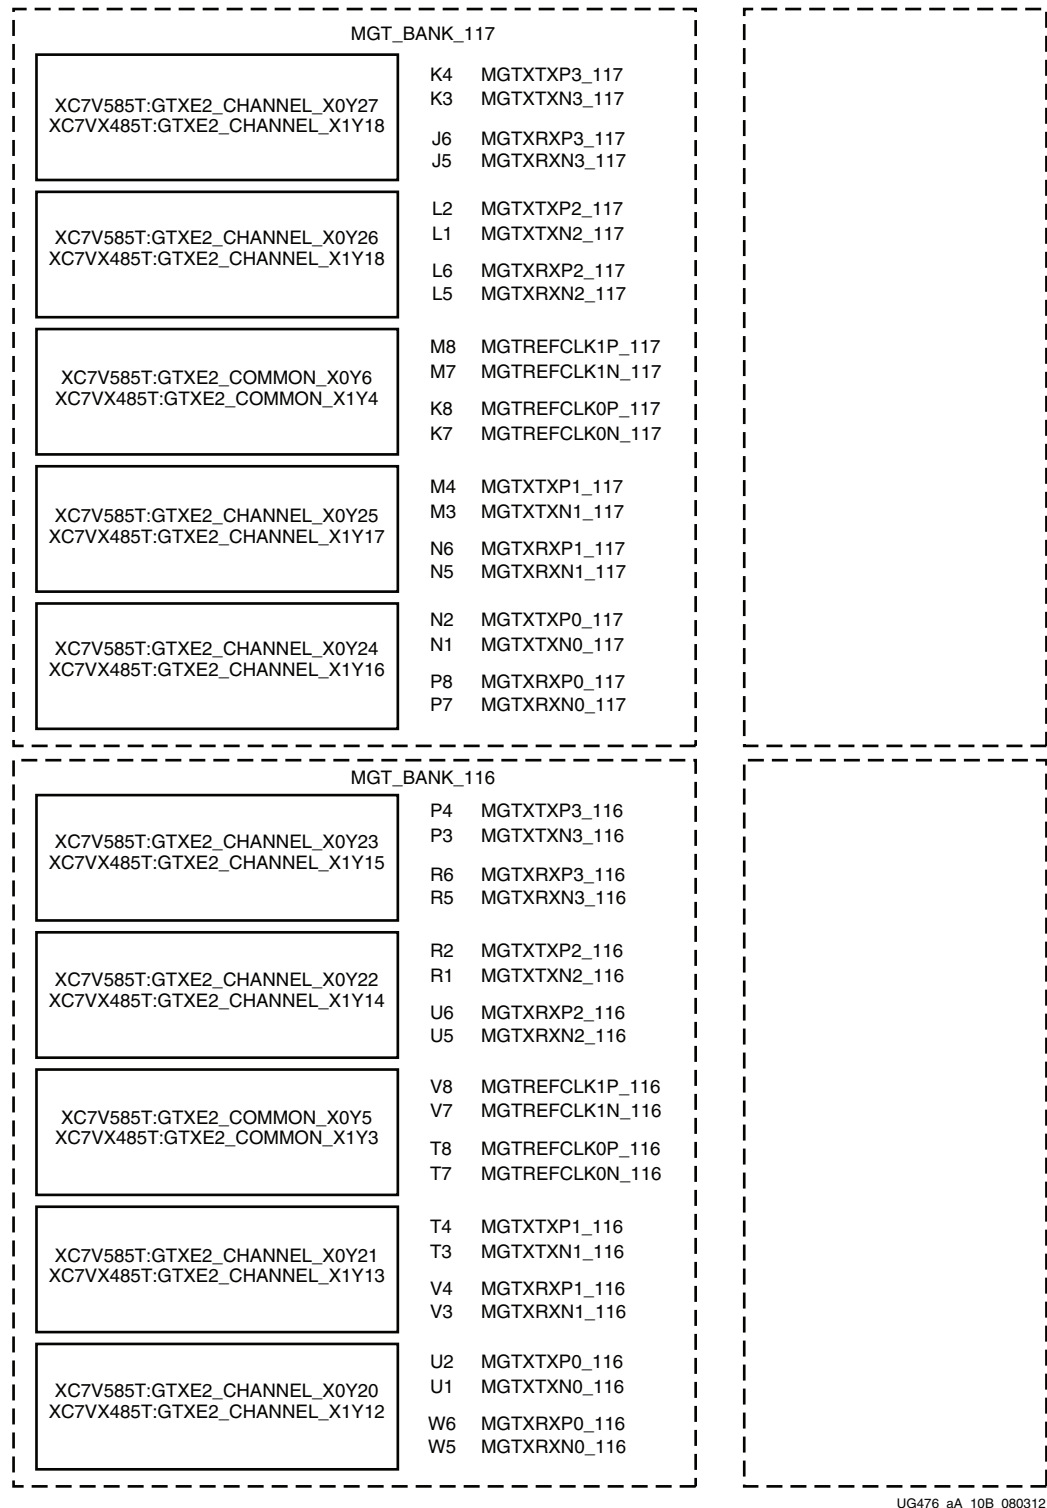 MGT_BANK_117
XC7V585T:GTXE2_CHANNEL_X0Y27
XC7VX485T:GTXE2_CHANNEL_X1Y18
K4 MGTXTXP3_117
K3 MGTXTXN3_117
J6 MGTXRXP3_117
J5 MGTXRXN3_117
XC7V585T:GTXE2_CHANNEL_X0Y26
XC7VX485T:GTXE2_CHANNEL_X1Y18
L2 MGTXTXP2_117
L1 MGTXTXN2_117
L6 MGTXRXP2_117
L5 MGTXRXN2_117
XC7V585T:GTXE2_COMMON_X0Y6
XC7VX485T:GTXE2_COMMON_X1Y4
M8 MGTREFCLK1P_117
M7 MGTREFCLK1N_117
K8 MGTREFCLK0P_117
K7 MGTREFCLK0N_117
XC7V585T:GTXE2_CHANNEL_X0Y25
XC7VX485T:GTXE2_CHANNEL_X1Y17
M4 MGTXTXP1_117
M3 MGTXTXN1_117
N6 MGTXRXP1_117
N5 MGTXRXN1_117
XC7V585T:GTXE2_CHANNEL_X0Y24
XC7VX485T:GTXE2_CHANNEL_X1Y16
N2 MGTXTXP0_117
N1 MGTXTXN0_117
P8 MGTXRXP0_117
P7 MGTXRXN0_117
MGT_BANK_116
XC7V585T:GTXE2_CHANNEL_X0Y23
XC7VX485T:GTXE2_CHANNEL_X1Y15
P4 MGTXTXP3_116
P3 MGTXTXN3_116
R6 MGTXRXP3_116
R5 MGTXRXN3_116
XC7V585T:GTXE2_CHANNEL_X0Y22
XC7VX485T:GTXE2_CHANNEL_X1Y14
R2 MGTXTXP2_116
R1 MGTXTXN2_116
U6 MGTXRXP2_116
U5 MGTXRXN2_116
XC7V585T:GTXE2_COMMON_X0Y5
XC7VX485T:GTXE2_COMMON_X1Y3
V8 MGTREFCLK1P_116
V7 MGTREFCLK1N_116
T8 MGTREFCLK0P_116
T7 MGTREFCLK0N_116
XC7V585T:GTXE2_CHANNEL_X0Y21
XC7VX485T:GTXE2_CHANNEL_X1Y13
T4 MGTXTXP1_116
T3 MGTXTXN1_116
V4 MGTXRXP1_116
V3 MGTXRXN1_116
XC7V585T:GTXE2_CHANNEL_X0Y20
XC7VX485T:GTXE2_CHANNEL_X1Y12
U2 MGTXTXP0_116
U1 MGTXTXN0_116
W6 MGTXRXP0_116
W5 MGTXRXN0_116
UG476_aA_10B_080312